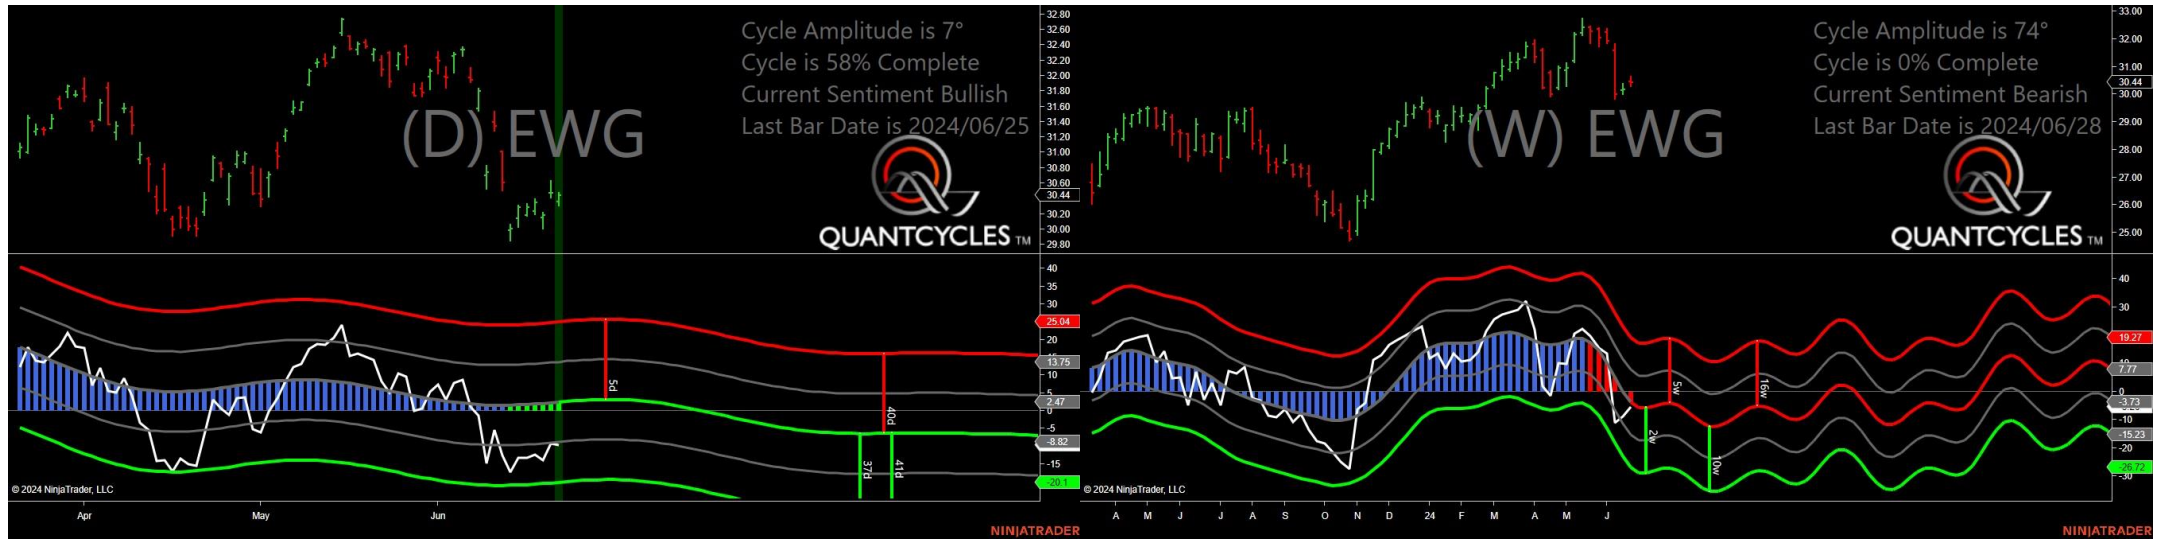 Cycle Amplitude is 7°
Cycle is 58% Complete
Current Sentiment Bullish
Last Bar Date is 2024/06/25
(D) EWG
QUANTCYCLES TM
32.80
32.60
32.40
32.20
32.00
31.80
31.60
31.40
31.20
31.00
30.80
30.60
30.44
30.20
30.00
29.80
40
35
30
25.04
20
13.75
10
5
2.47
0
-5
-8.82
-15
-20.1
5d
40d
37d
41d
© 2024 NinjaTrader, LLC
Apr May Jun
NINJATRADER
Cycle Amplitude is 74°
Cycle is 0% Complete
Current Sentiment Bearish
Last Bar Date is 2024/06/28
(W) EWG
QUANTCYCLES TM
33.00
32.00
31.00
30.44
30.00
29.00
28.00
27.00
26.00
25.00
40
30
19.27
10
7.77
0
-3.73
-10
-15.23
-20
-26.72
-30
5w
16w
2w
10w
© 2024 NinjaTrader, LLC
A M J J A S O N D 24 F M A M J
NINJATRADER